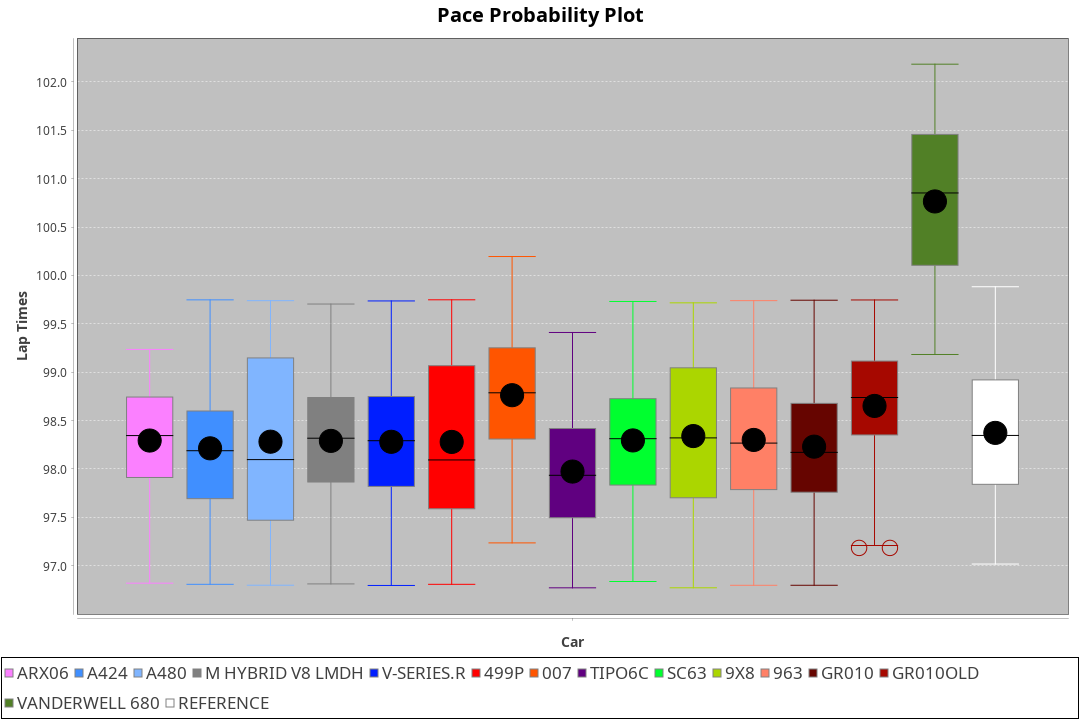 Pace Probability Plot
Lap Times
102.0
101.5
101.0
100.5
100.0
99.5
99.0
98.5
98.0
97.5
97.0
Car
ARX06 A424 A480 M HYBRID V8 LMDH V-SERIES.R 499P 007 TIPO6C SC63 9X8 963 GR010 GR010OLD
VANDERWELL 680 REFERENCE